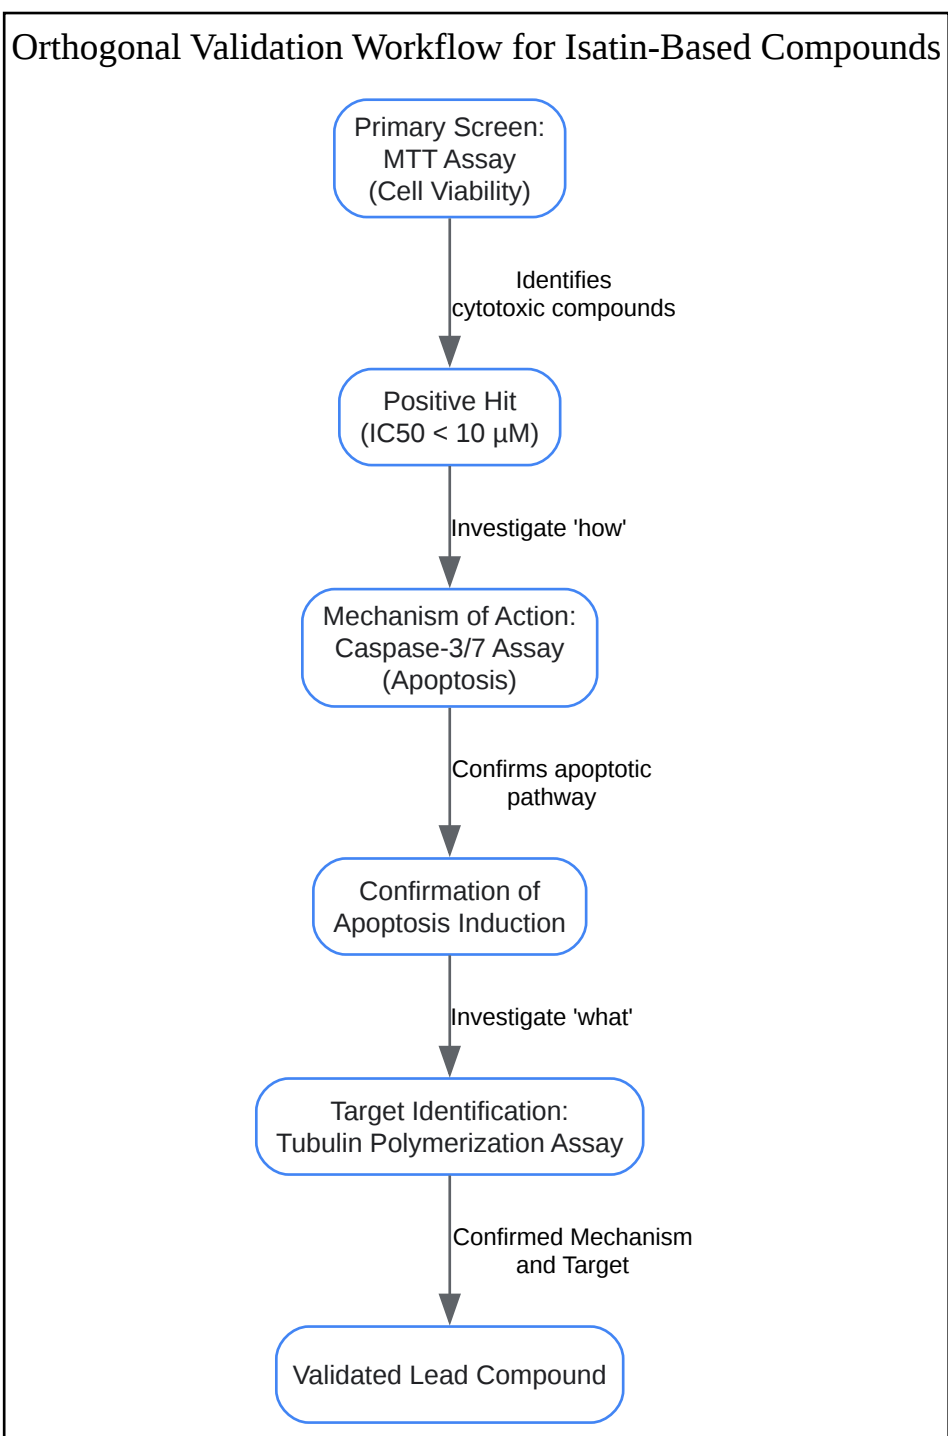 Orthogonal Validation Workflow for Isatin-Based Compounds
Primary Screen:
MTT Assay
(Cell Viability)
Identifies
cytotoxic compounds
Positive Hit
(IC50 < 10 µM)
Investigate 'how'
Mechanism of Action:
Caspase-3/7 Assay
(Apoptosis)
Confirms apoptotic
pathway
Confirmation of
Apoptosis Induction
Investigate 'what'
Target Identification:
Tubulin Polymerization Assay
Confirmed Mechanism
and Target
Validated Lead Compound